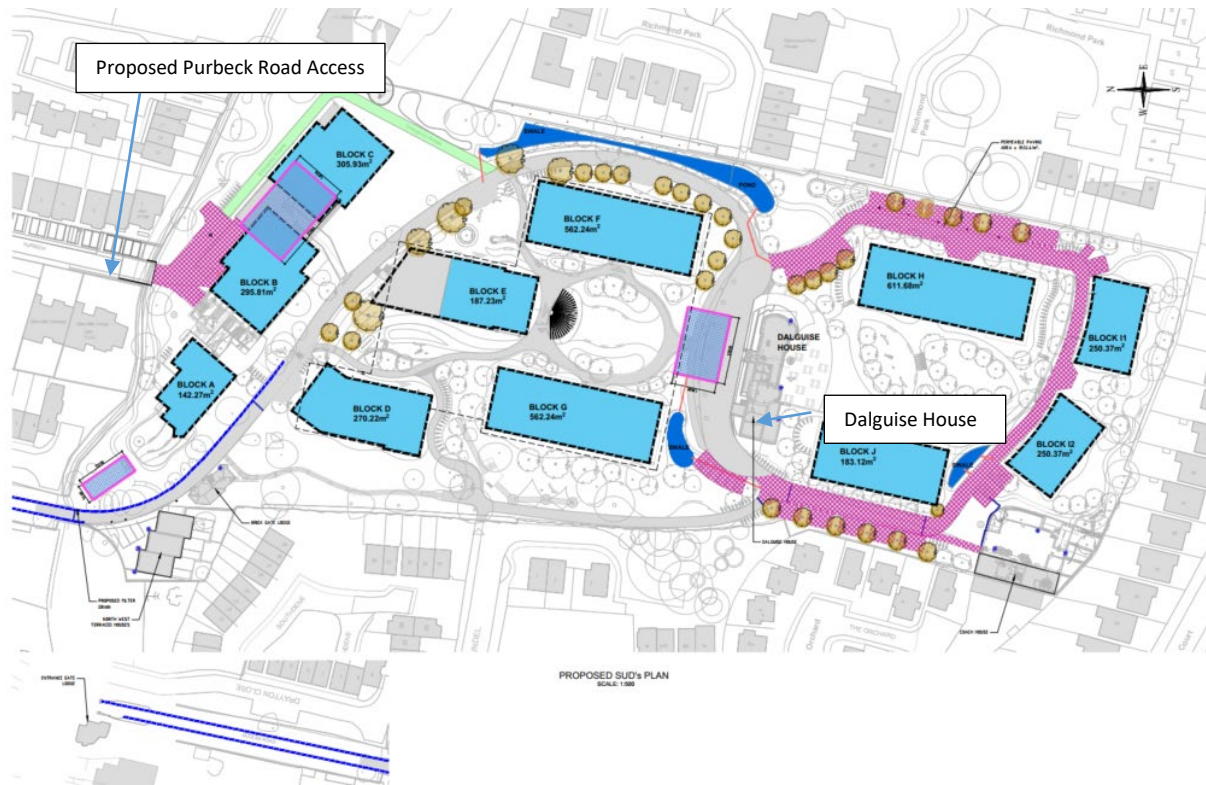 Richmond Park
Richmond Park
Proposed Purbeck Road Access
E
N
S
W
Richmond
Park
SWALE
PERMEABLE PAVING
BLOCK C
305.93m²
POND
BLOCK F
562.24m²
BLOCK B
295.81m²
BLOCK E
187.23m²
BLOCK H
611.68m²
DALGUISE
HOUSE
BLOCK I1
250.37m²
BLOCK A
142.27m²
BLOCK D
270.22m²
BLOCK G
562.24m²
Dalguise House
SWALE
BLOCK J
183.12m²
SWALE
BLOCK I2
250.37m²
BRICK GATE LODGE
DALGUISE HOUSE
PROPOSED FILTER
DRAIN
NORTH WEST
TERRACED HOUSES
THE ORCHARD
Orchard
COACH HOUSE
Court
ENTRANCE GATE
LODGE
DRAYTON CLOSE
PROPOSED SUD's PLAN
SCALE: 1:500